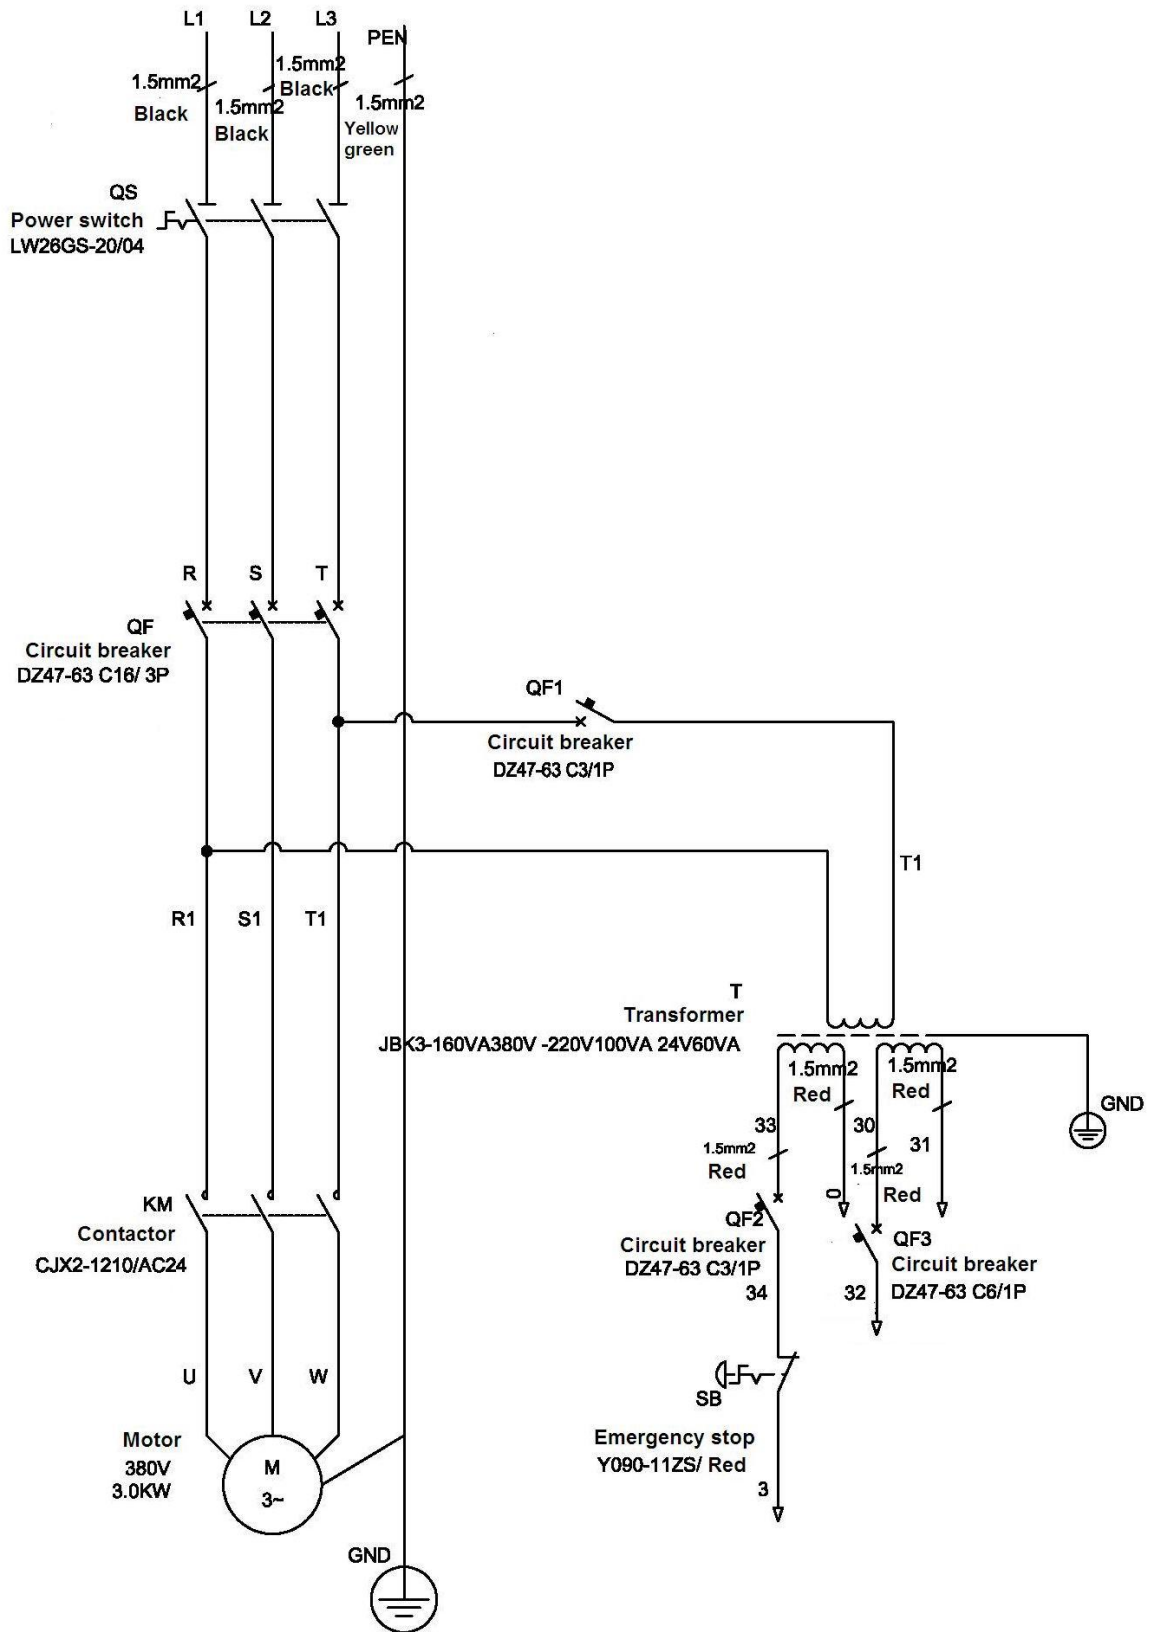 L1
L2
L3
PEN
1.5mm2
Black
1.5mm2
Black
1.5mm2
Black
1.5mm2
Yellow
green
QS
Power switch
LW26GS-20/04
R
S
T
QF
Circuit breaker
DZ47-63 C16/ 3P
QF1
Circuit breaker
DZ47-63 C3/1P
T1
R1
S1
T1
T
Transformer
JBK3-160VA380V -220V100VA 24V60VA
1.5mm2
Red
1.5mm2
Red
GND
33
30
31
1.5mm2
Red
1.5mm2
Red
0
KM
Contactor
CJX2-1210/AC24
QF2
Circuit breaker
DZ47-63 C3/1P
QF3
Circuit breaker
DZ47-63 C6/1P
34
32
U
V
W
SB
Emergency stop
Y090-11ZS/ Red
3
Motor
380V
3.0KW
M
3~
GND